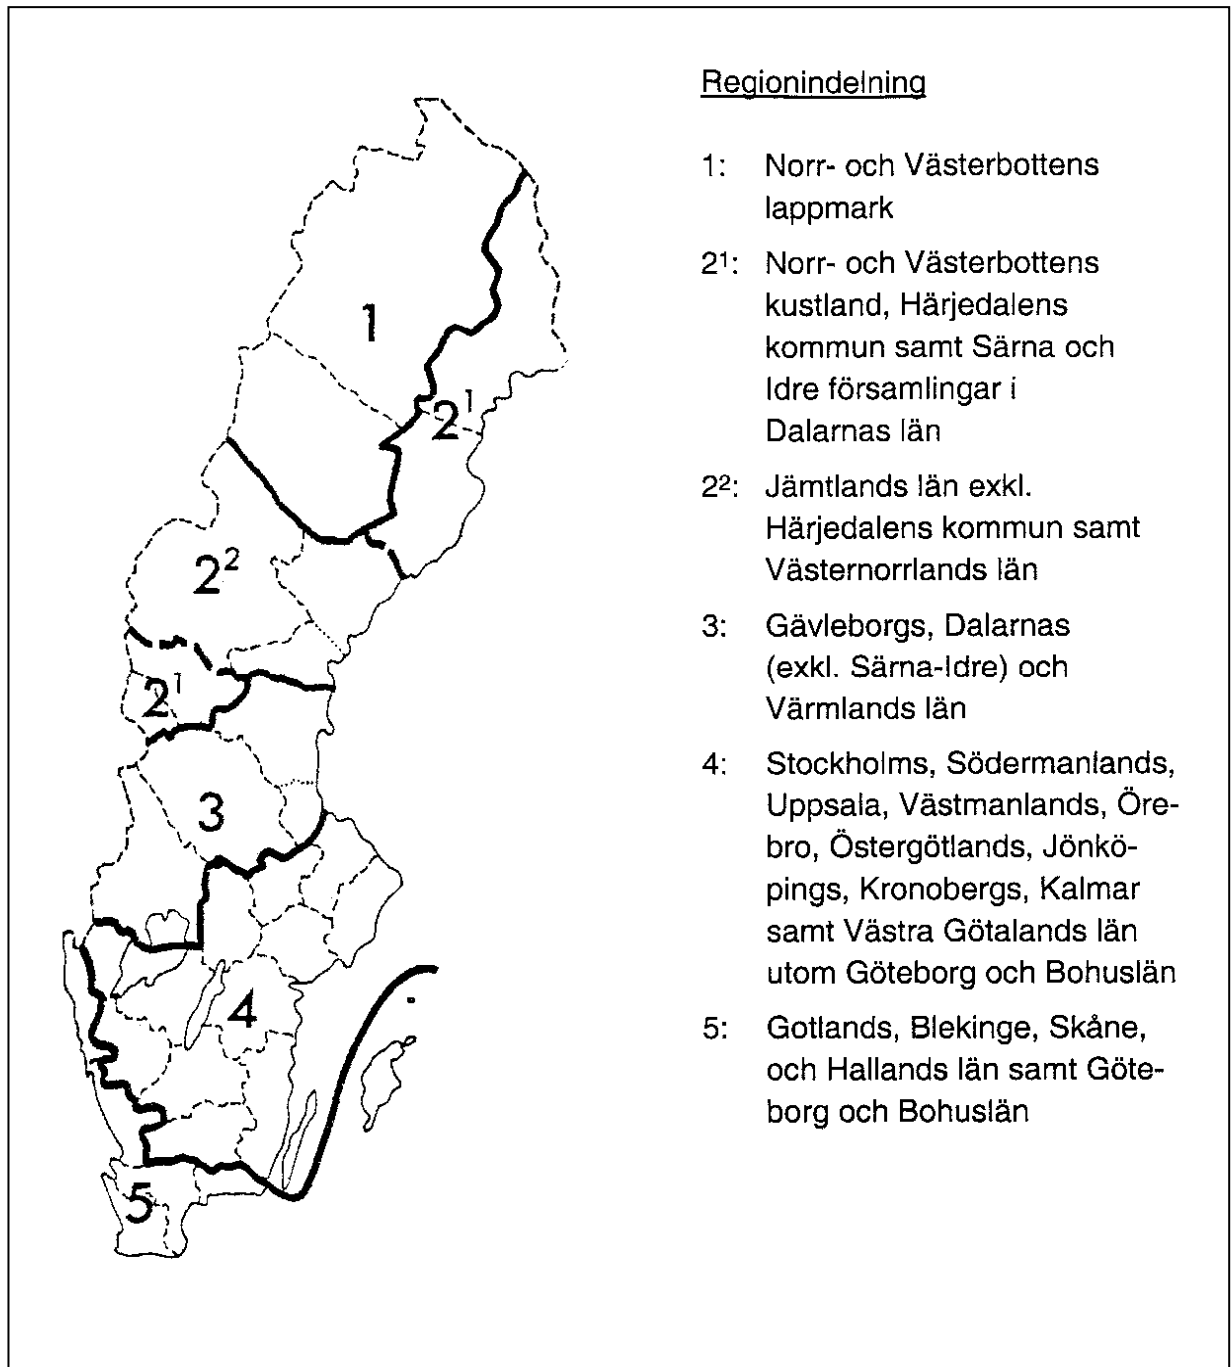 Regionindelning
1: Norr- och Västerbottens
lappmark
2¹: Norr- och Västerbottens
kustland, Härjedalens
kommun samt Särna och
Idre församlingar i
Dalarnas län
2²: Jämtlands län exkl.
Härjedalens kommun samt
Västernorrlands län
3: Gävleborgs, Dalarnas
(exkl. Särna-Idre) och
Värmlands län
4: Stockholms, Södermanlands,
Uppsala, Västmanlands, Öre-
bro, Östergötlands, Jönkö-
pings, Kronobergs, Kalmar
samt Västra Götalands län
utom Göteborg och Bohuslän
5: Gotlands, Blekinge, Skåne,
och Hallands län samt Göte-
borg och Bohuslän
1
2¹
2²
2¹
3
4
5